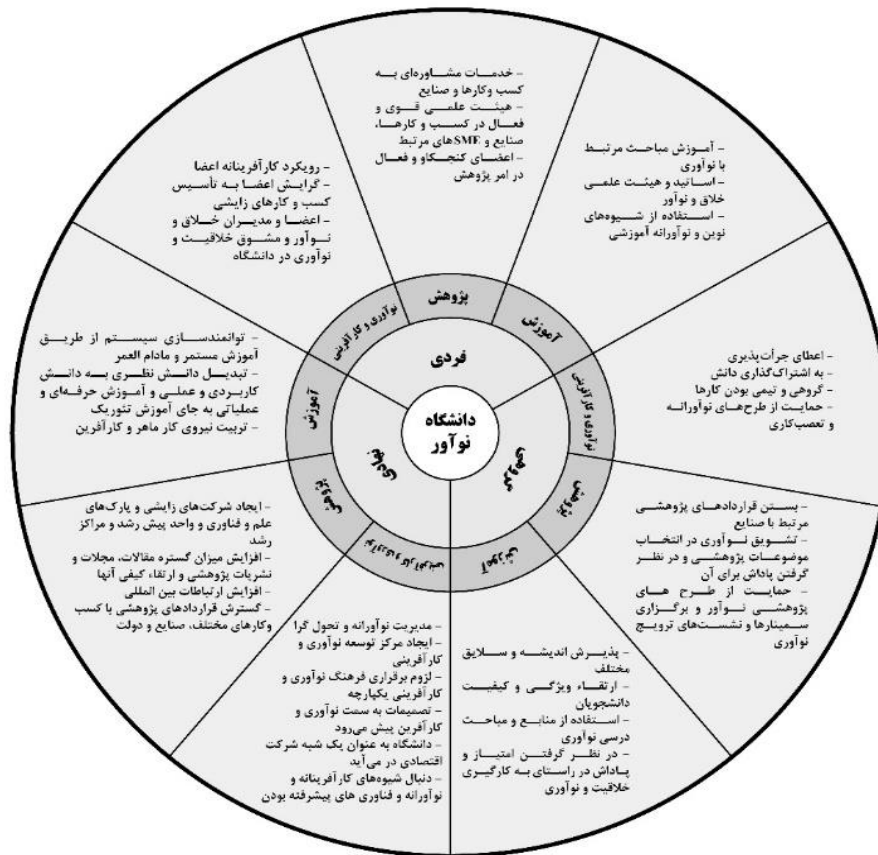 دانشگاه
نوآور
فردی
گروهی
نهادی
پژوهش
- خدمات مشاوره‌ای به
کسب وکارها و صنایع
- هیئت علمی قوی و
فعال در کسب و کارها،
صنایع و SMEهای مرتبط
- اعضای کنجکاو و فعال
در امر پژوهش
آموزش
- آموزش مباحث مرتبط
با نوآوری
- اساتید و هیئت علمی
خلاق و نوآور
- استفاده از شیوه‌های
نوین و نوآورانه آموزشی
نوآوری و کارآفرینی
- اعطای جرأت‌پذیری
- به اشتراک‌گذاری دانش
- گروهی و تیمی بودن کارها
- حمایت از طرح‌های نوآورانه
و تعصب‌کاری
پژوهش
- بستن قراردادهای پژوهشی
مرتبط با صنایع
- تشویق نوآوری در انتخاب
موضوعات پژوهشی و در نظر
گرفتن پاداش برای آن
- حمایت از طرح های
پژوهشی نوآور و برگزاری
سمینارها و نشست‌های ترویج
نوآوری
آموزش
- پذیرش اندیشه و سلایق
مختلف
- ارتقاء ویژگی و کیفیت
دانشجویان
- استفاده از منابع و مباحث
درسی نوآوری
- در نظر گرفتن امتیاز و
پاداش در راستای به کارگیری
خلاقیت و نوآوری
نوآوری و کارآفرینی
- مدیریت نوآورانه و تحول گرا
- ایجاد مرکز توسعه نوآوری و
کارآفرینی
- لزوم برقراری فرهنگ نوآوری و
کارآفرینی یکپارچه
- تصمیمات به سمت نوآوری و
کارآفرین پیش می‌رود
- دانشگاه به عنوان یک شبه شرکت
اقتصادی در می‌آید
- دنبال شیوه‌های کارآفرینانه و
نوآورانه و فناوری های پیشرفته بودن
پژوهش
- ایجاد شرکت‌های زایشی و پارک‌های
علم و فناوری و واحد پیش رشد و مراکز
رشد
- افزایش میزان گستره مقالات، مجلات و
نشریات پژوهشی و ارتقاء کیفی آنها
- افزایش ارتباطات بین المللی
- گسترش قراردادهای پژوهشی با کسب
وکارهای مختلف، صنایع و دولت
آموزش
- توانمندسازی سیستم از طریق
آموزش مستمر و مادام العمر
- تبدیل دانش نظری به دانش
کاربردی و عملی و آموزش حرفه‌ای و
عملیاتی به جای آموزش تئوریک
- تربیت نیروی کار ماهر و کارآفرین
نوآوری و کارآفرینی
- رویکرد کارآفرینانه اعضا
- گرایش اعضا به تأسیس
کسب و کارهای زایشی
- اعضا و مدیران خلاق و
نوآور و مشوق خلاقیت و
نوآوری در دانشگاه